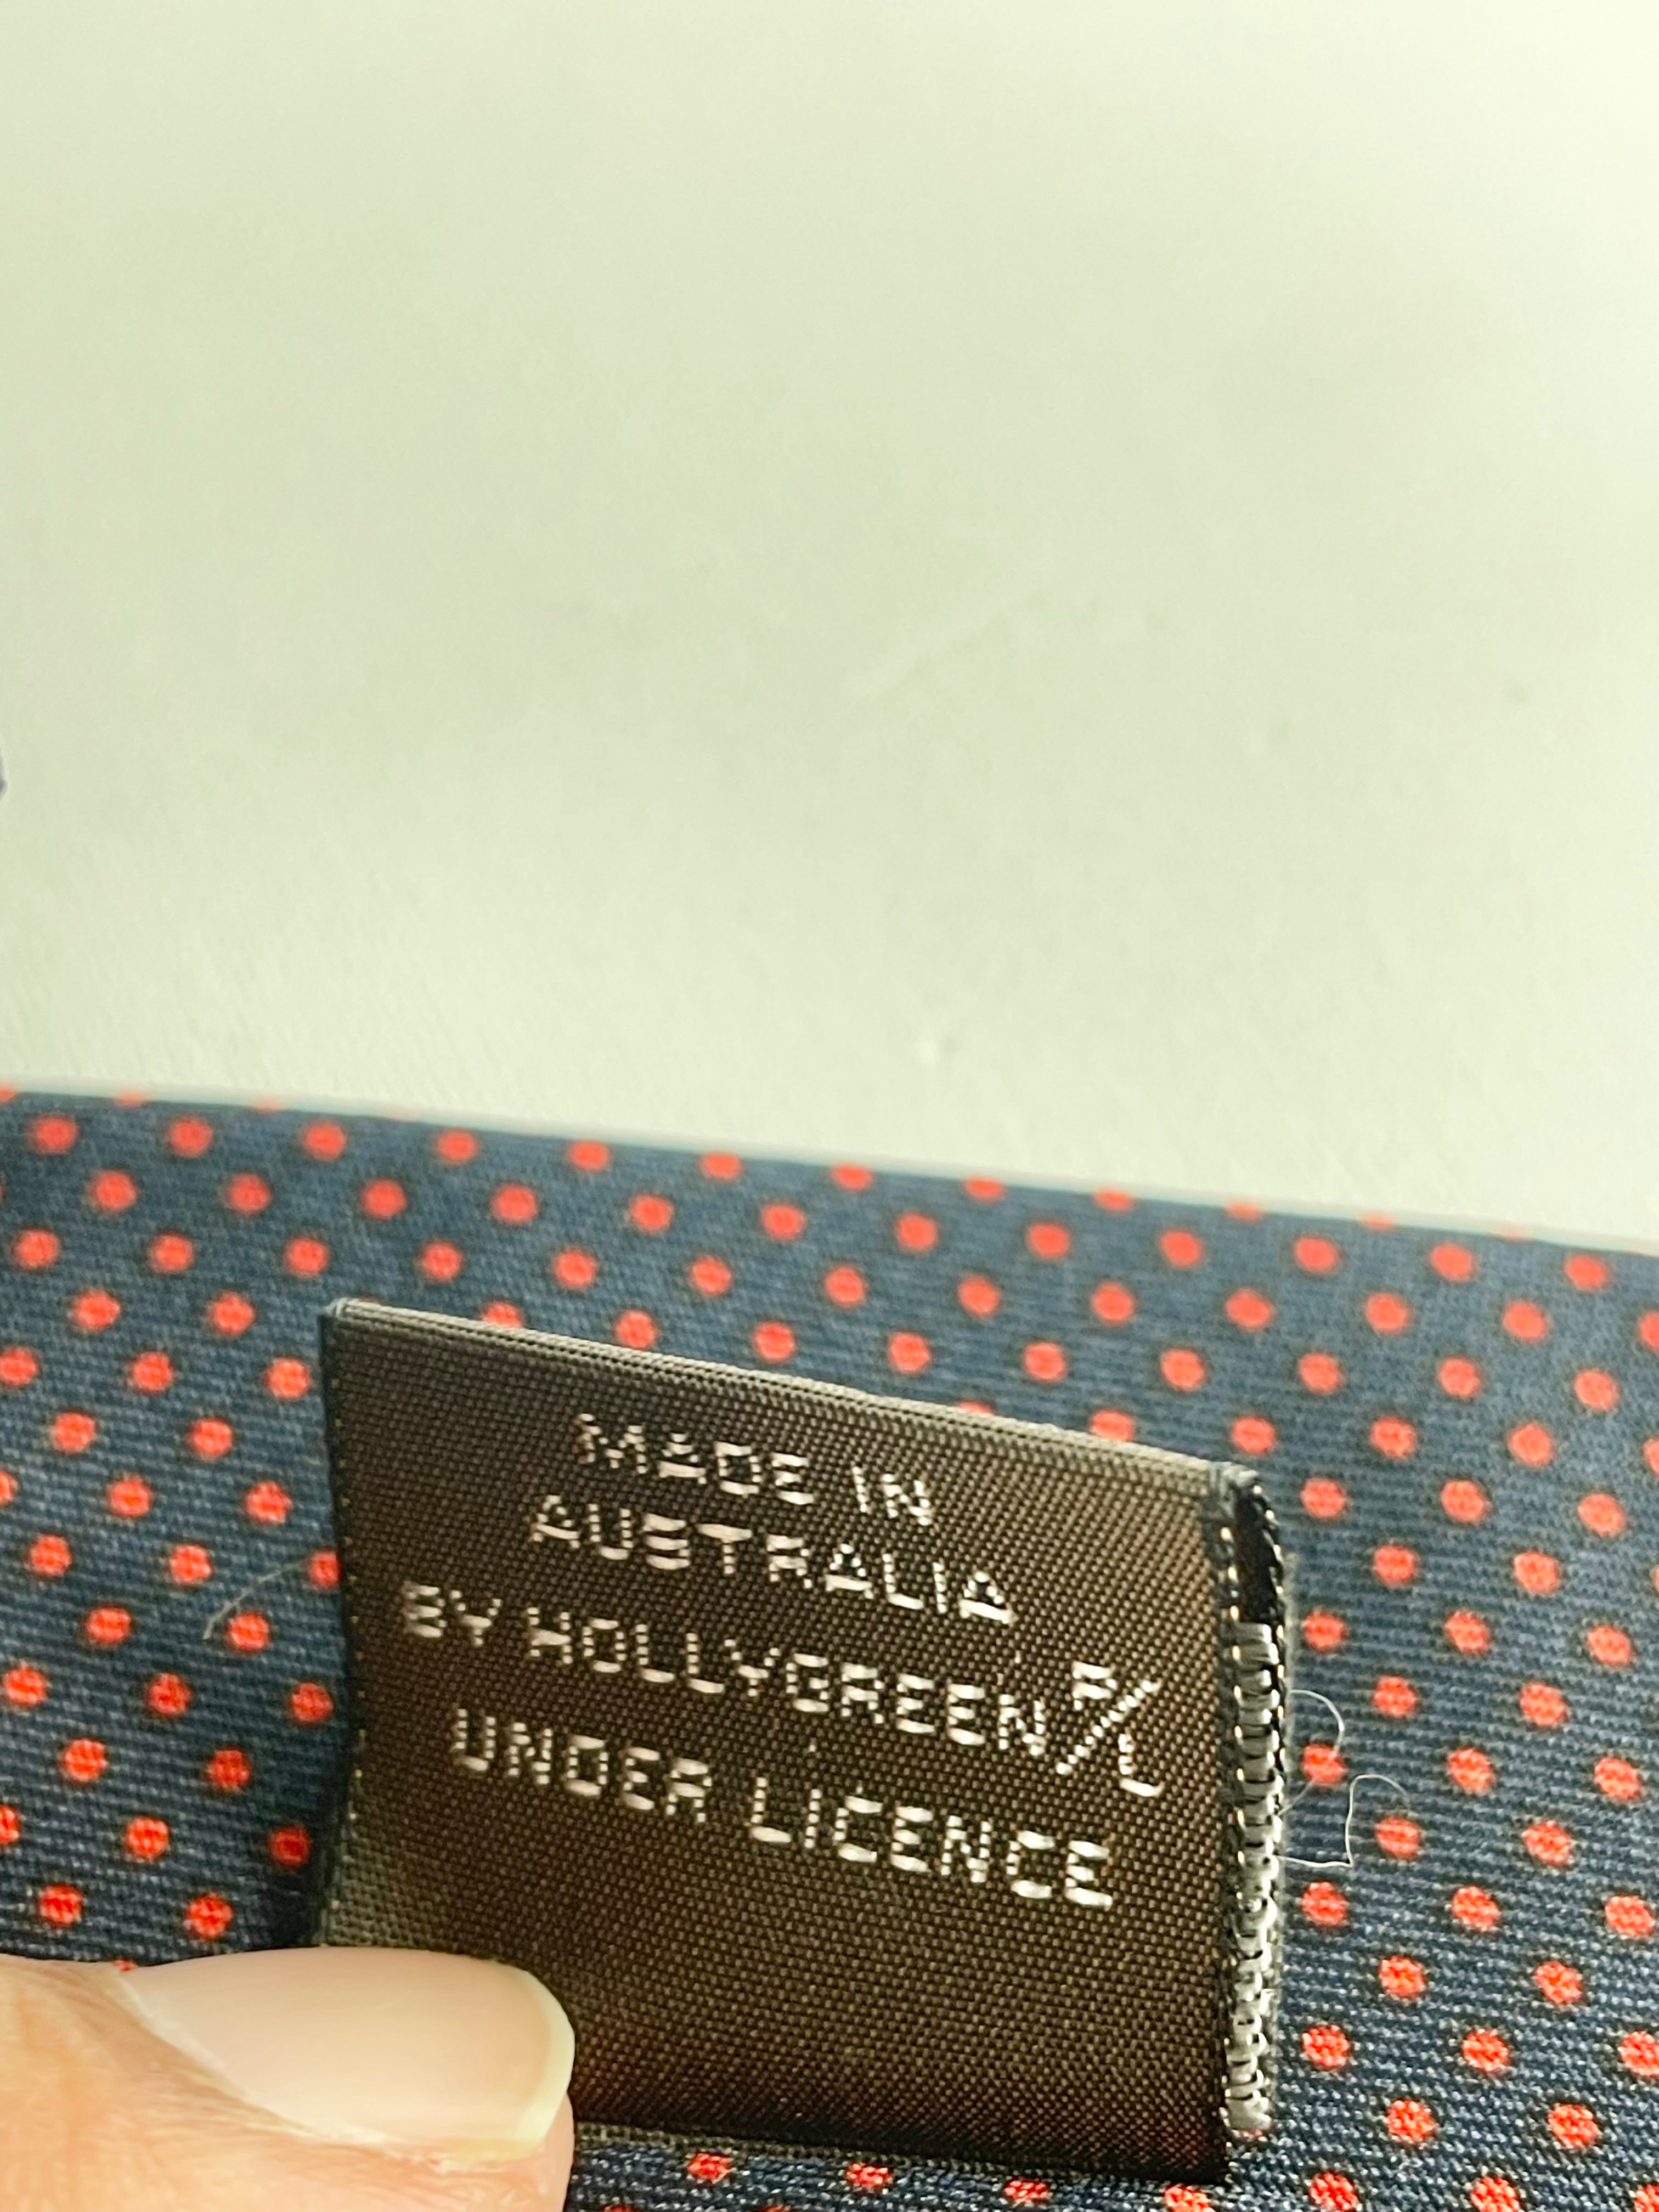 MADE IN
AUSTRALIA
BY HOLLYGREEN P/L
UNDER LICENCE